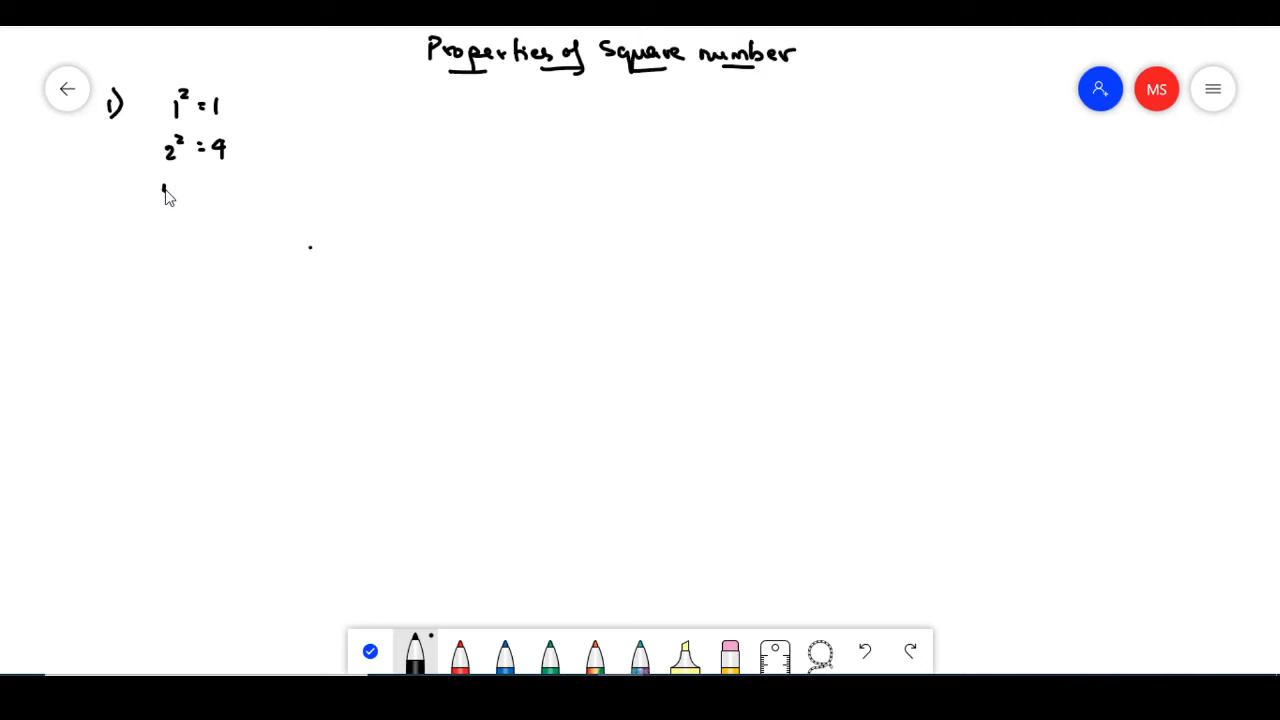 Properties of Square number
MS
1) 1² = 1
2² = 4